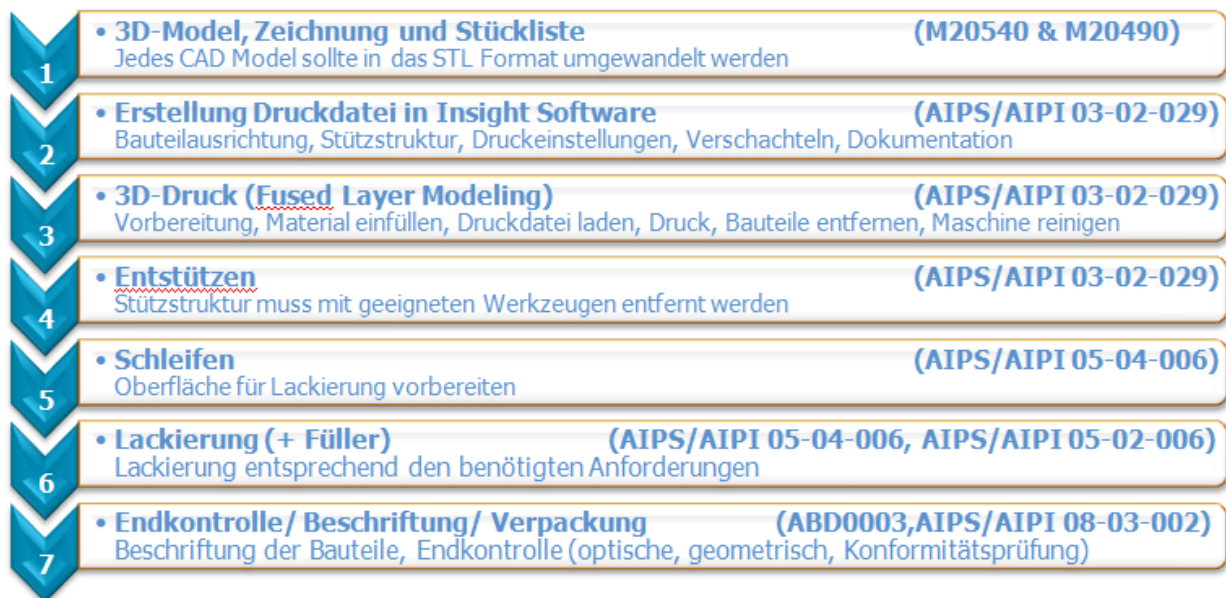 1
• 3D-Model, Zeichnung und Stückliste (M20540 & M20490)
Jedes CAD Model sollte in das STL Format umgewandelt werden
2
• Erstellung Druckdatei in Insight Software (AIPS/AIPI 03-02-029)
Bauteilausrichtung, Stützstruktur, Druckeinstellungen, Verschachteln, Dokumentation
3
• 3D-Druck (Fused Layer Modeling) (AIPS/AIPI 03-02-029)
Vorbereitung, Material einfüllen, Druckdatei laden, Druck, Bauteile entfernen, Maschine reinigen
4
• Entstützen (AIPS/AIPI 03-02-029)
Stützstruktur muss mit geeigneten Werkzeugen entfernt werden
5
• Schleifen (AIPS/AIPI 05-04-006)
Oberfläche für Lackierung vorbereiten
6
• Lackierung (+ Füller) (AIPS/AIPI 05-04-006, AIPS/AIPI 05-02-006)
Lackierung entsprechend den benötigten Anforderungen
7
• Endkontrolle/ Beschriftung/ Verpackung (ABD0003,AIPS/AIPI 08-03-002)
Beschriftung der Bauteile, Endkontrolle (optische, geometrisch, Konformitätsprüfung)